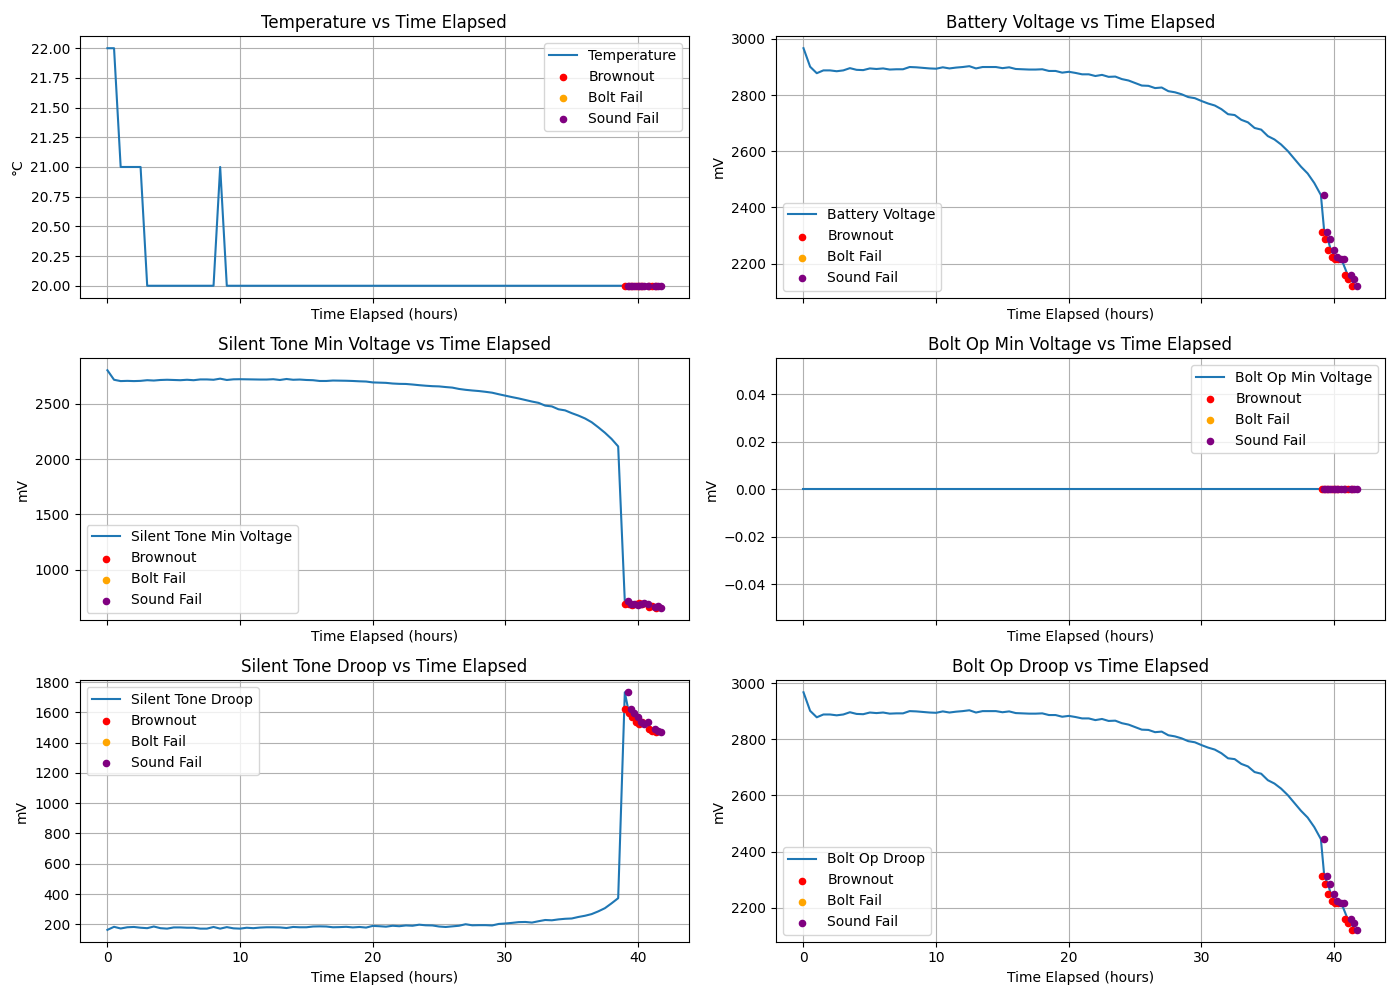 Temperature vs Time Elapsed
°C
22.00
21.75
21.50
21.25
21.00
20.75
20.50
20.25
20.00
Temperature
Brownout
Bolt Fail
Sound Fail
Time Elapsed (hours)
Battery Voltage vs Time Elapsed
mV
3000
2800
2600
2400
2200
Battery Voltage
Brownout
Bolt Fail
Sound Fail
Time Elapsed (hours)
Silent Tone Min Voltage vs Time Elapsed
mV
2500
2000
1500
1000
Silent Tone Min Voltage
Brownout
Bolt Fail
Sound Fail
Time Elapsed (hours)
Bolt Op Min Voltage vs Time Elapsed
mV
0.04
0.02
0.00
−0.02
−0.04
Bolt Op Min Voltage
Brownout
Bolt Fail
Sound Fail
Time Elapsed (hours)
Silent Tone Droop vs Time Elapsed
mV
1800
1600
1400
1200
1000
800
600
400
200
Silent Tone Droop
Brownout
Bolt Fail
Sound Fail
0 10 20 30 40
Time Elapsed (hours)
Bolt Op Droop vs Time Elapsed
mV
3000
2800
2600
2400
2200
Bolt Op Droop
Brownout
Bolt Fail
Sound Fail
0 10 20 30 40
Time Elapsed (hours)